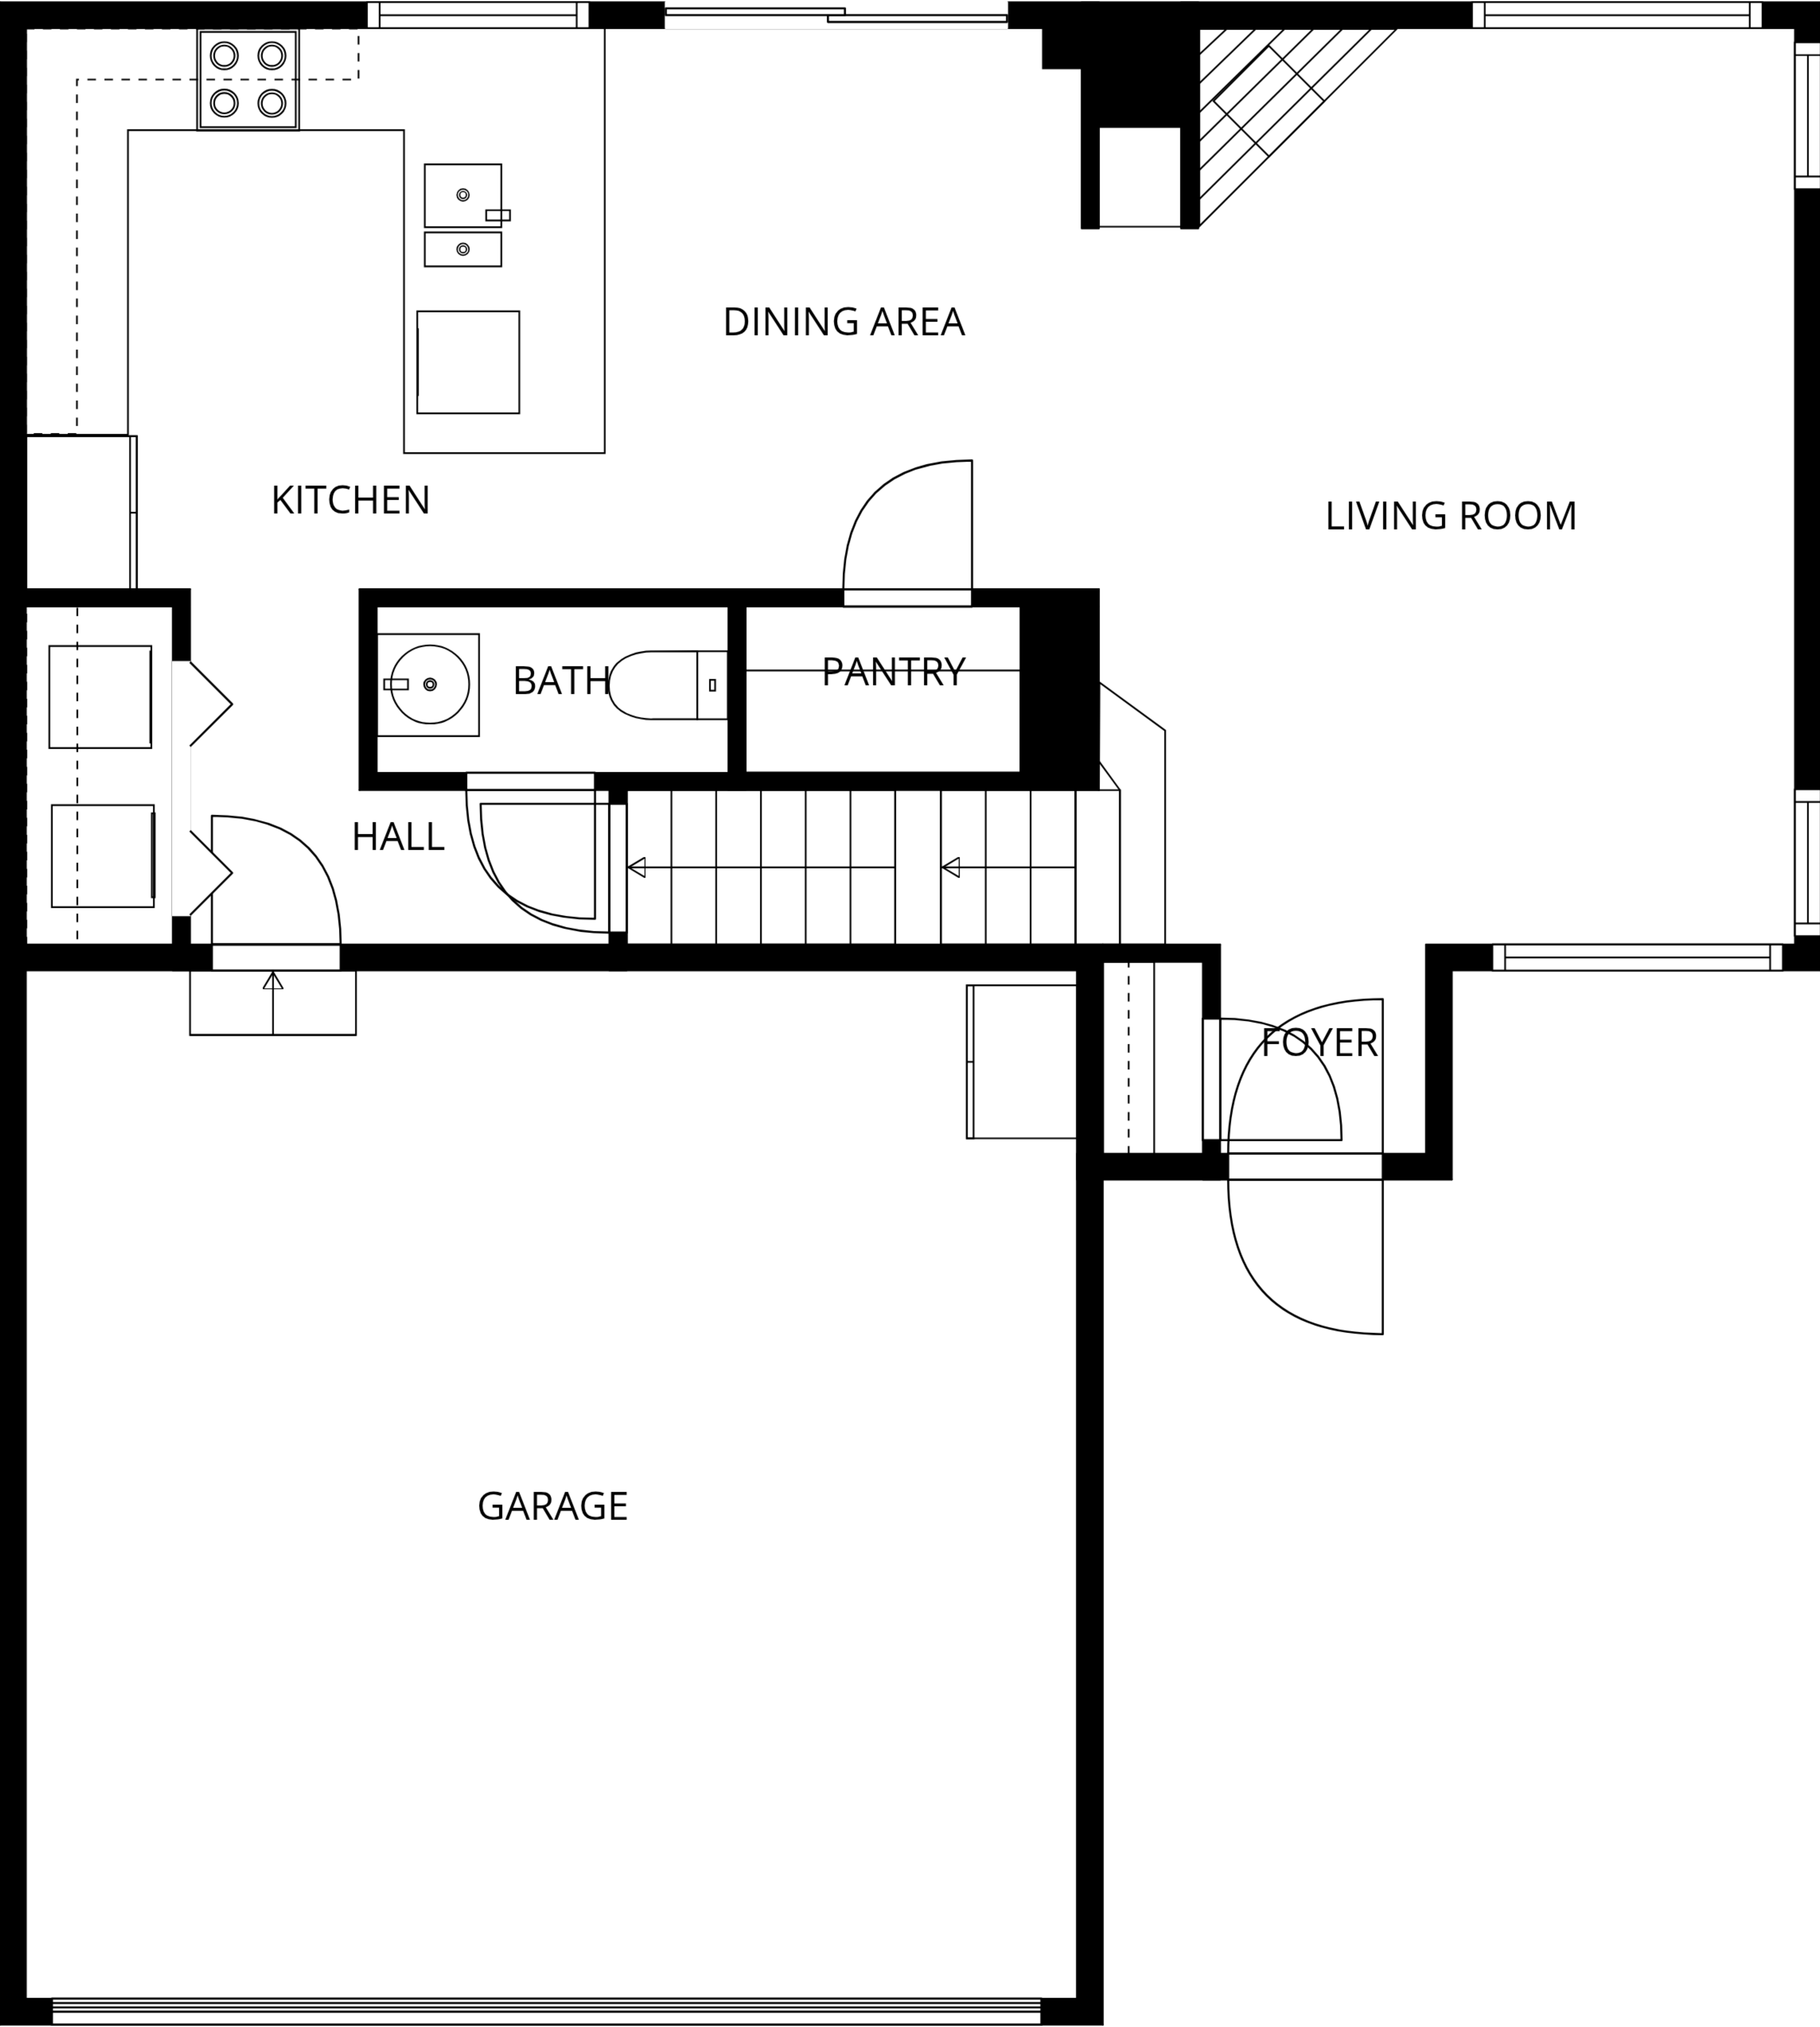 DINING AREA
KITCHEN
LIVING ROOM
BATH
PANTRY
HALL
FOYER
GARAGE